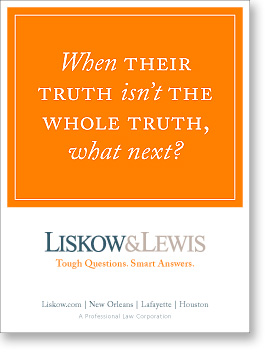 When THEIR
TRUTH isn't THE
WHOLE TRUTH,
what next?
LISKOW&LEWIS
Tough Questions. Smart Answers.
Liskow.com | New Orleans | Lafayette | Houston
A Professional Law Corporation